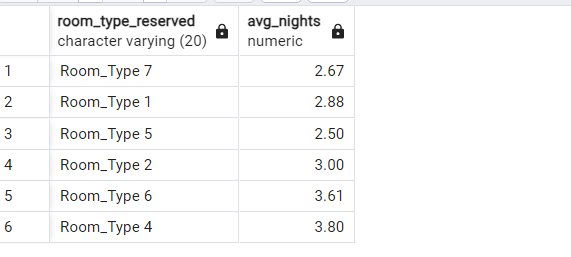 room_type_reserved avg_nights
character varying (20) numeric
1 Room_Type 7 2.67
2 Room_Type 1 2.88
3 Room_Type 5 2.50
4 Room_Type 2 3.00
5 Room_Type 6 3.61
6 Room_Type 4 3.80